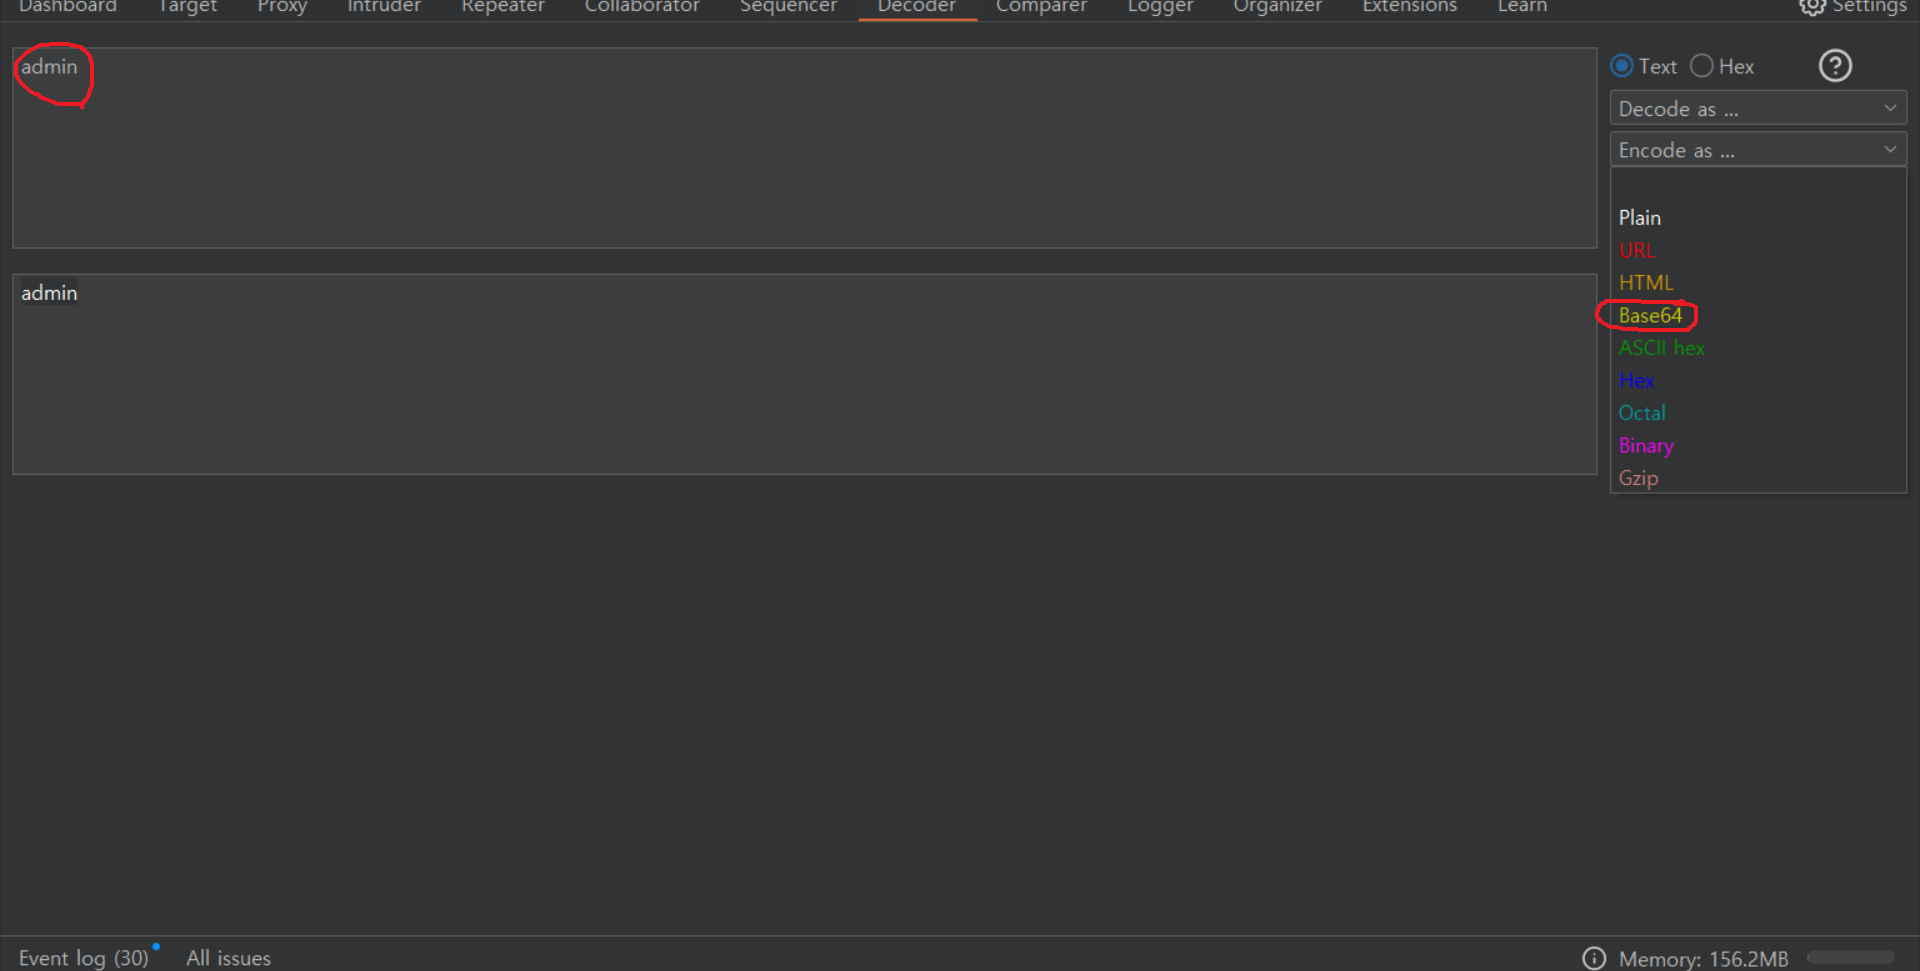 Dashboard Target Proxy Intruder Repeater Collaborator Sequencer Decoder Comparer Logger Organizer Extensions Learn Settings
admin
Text Hex ?
Decode as ...
Encode as ...
Plain
URL
HTML
Base64
ASCII hex
Hex
Octal
Binary
Gzip
admin
Event log (30) All issues Memory: 156.2MB